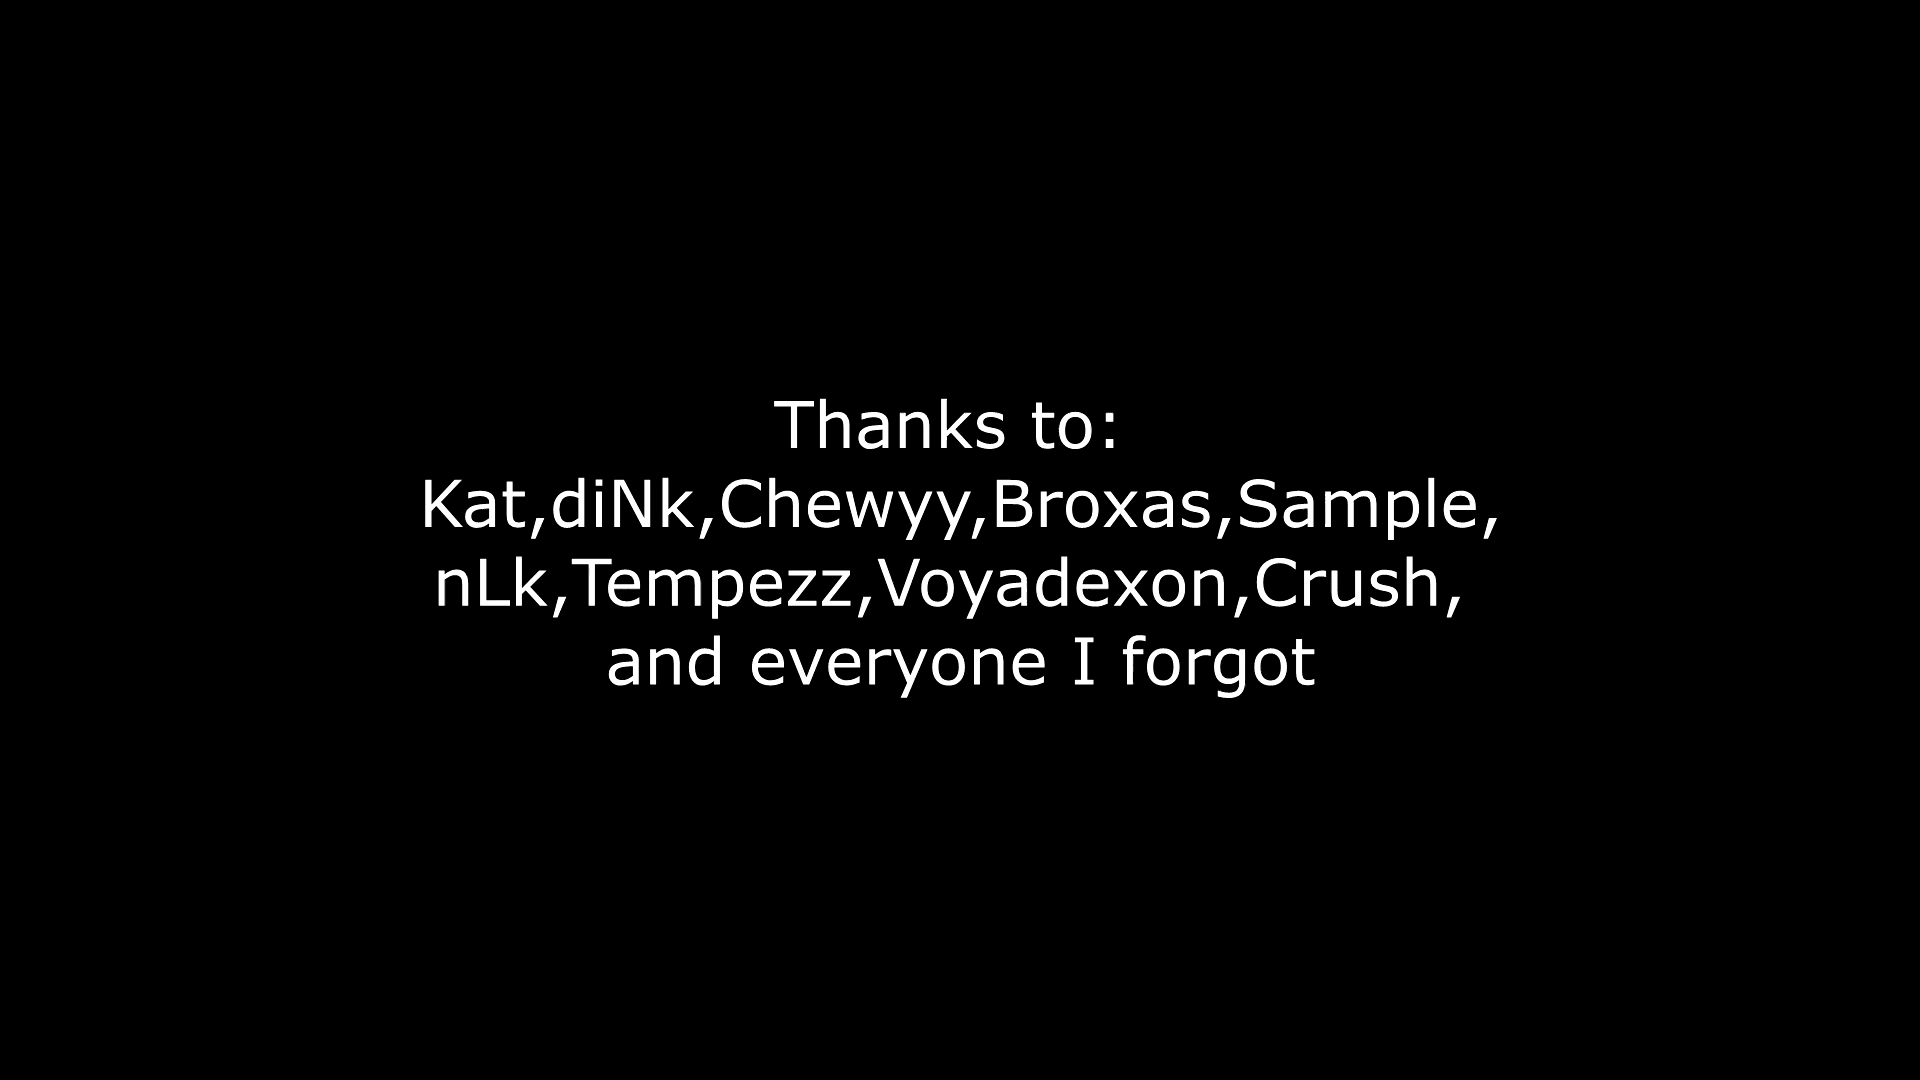 Thanks to:
Kat,diNk,Chewyy,Broxas,Sample,
nLk,Tempezz,Voyadexon,Crush,
and everyone I forgot